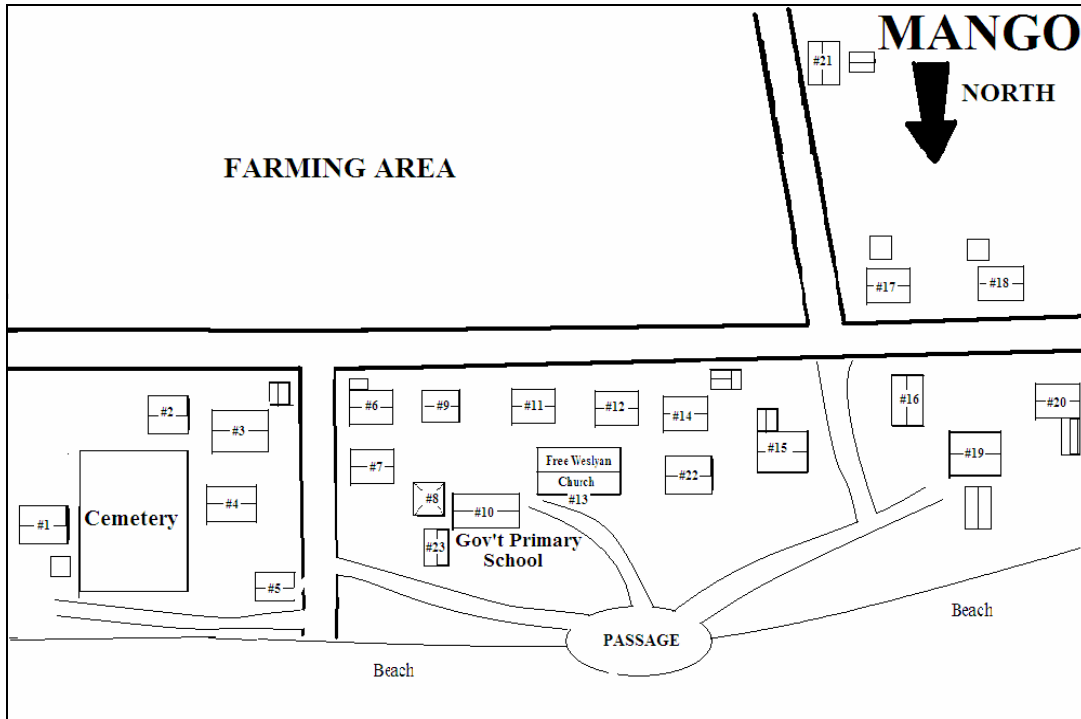 MANGO
NORTH
#21
FARMING AREA
#17
#18
#2
#3
#6
#9
#11
#12
#14
#16
#20
#15
#7
Free Weslyan
Church
#13
#22
#19
#1
Cemetery
#4
#8
#10
#23
Gov't Primary
School
#5
PASSAGE
Beach
Beach